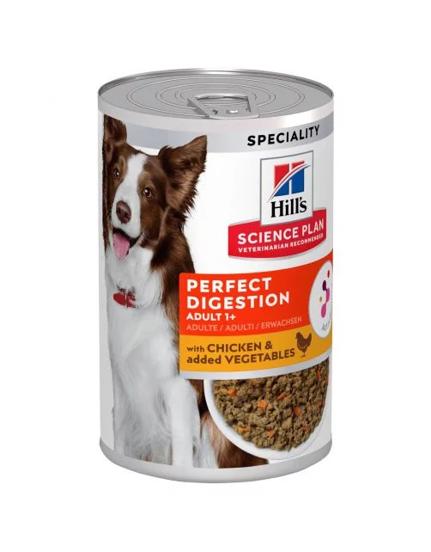 SPECIALITY
Hill's
SCIENCE PLAN
VETERINARIAN RECOMMENDED
PERFECT
DIGESTION
ADULT 1+
ADULTE / ADULTI / ERWACHSEN
with CHICKEN &
added VEGETABLES